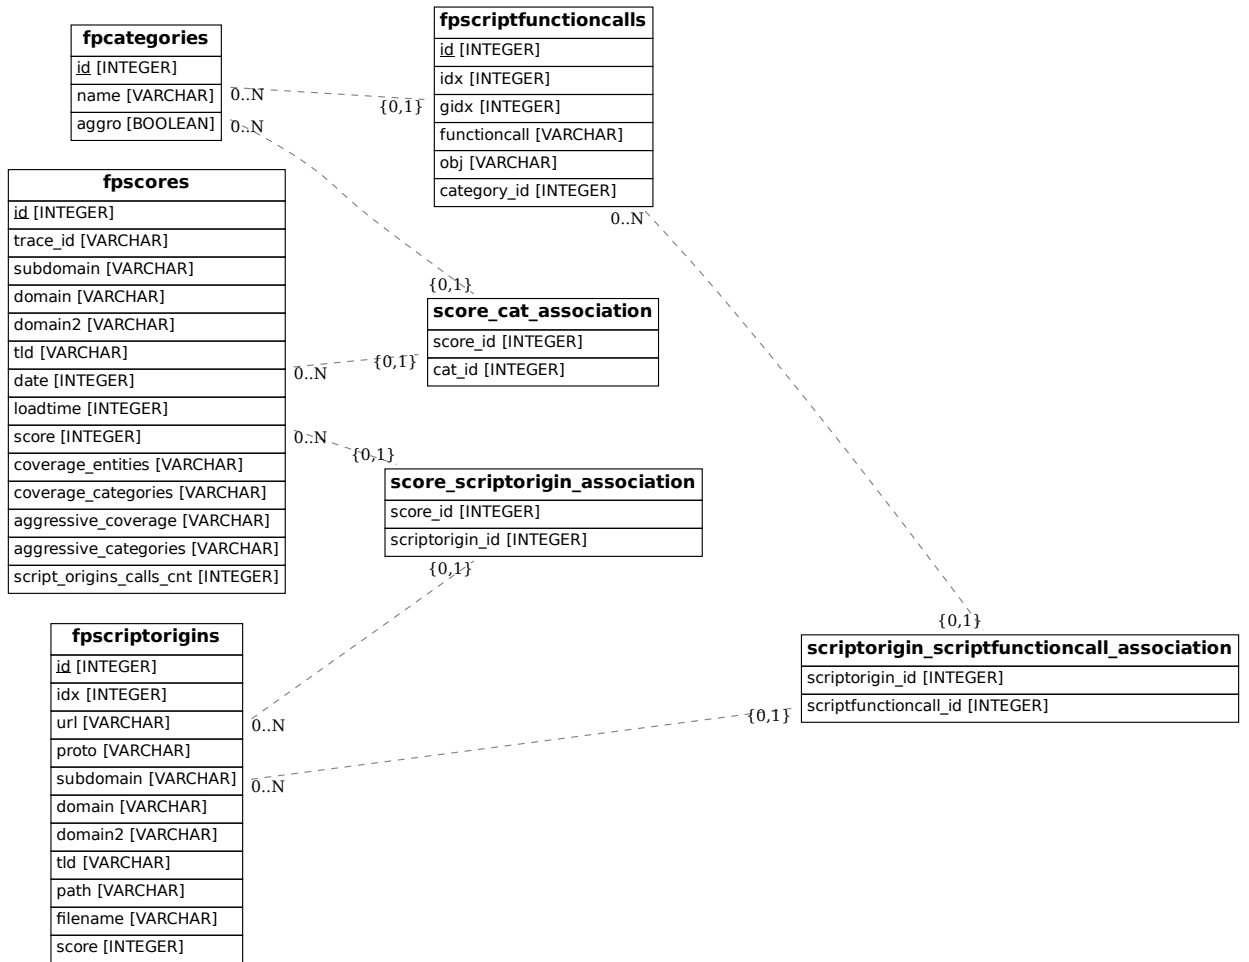 fpcategories
id [INTEGER]
name [VARCHAR]
aggro [BOOLEAN]
0..N
0..N
fpscriptfunctioncalls
id [INTEGER]
idx [INTEGER]
gidx [INTEGER]
functioncall [VARCHAR]
obj [VARCHAR]
category_id [INTEGER]
{0,1}
0..N
fpscores
id [INTEGER]
trace_id [VARCHAR]
subdomain [VARCHAR]
domain [VARCHAR]
domain2 [VARCHAR]
tld [VARCHAR]
date [INTEGER]
loadtime [INTEGER]
score [INTEGER]
coverage_entities [VARCHAR]
coverage_categories [VARCHAR]
aggressive_coverage [VARCHAR]
aggressive_categories [VARCHAR]
script_origins_calls_cnt [INTEGER]
0..N
0..N
{0,1}
score_cat_association
score_id [INTEGER]
cat_id [INTEGER]
{0,1}
{0,1}
score_scriptorigin_association
score_id [INTEGER]
scriptorigin_id [INTEGER]
{0,1}
fpscriptorigins
id [INTEGER]
idx [INTEGER]
url [VARCHAR]
proto [VARCHAR]
subdomain [VARCHAR]
domain [VARCHAR]
domain2 [VARCHAR]
tld [VARCHAR]
path [VARCHAR]
filename [VARCHAR]
score [INTEGER]
0..N
0..N
{0,1}
scriptorigin_scriptfunctioncall_association
scriptorigin_id [INTEGER]
scriptfunctioncall_id [INTEGER]
{0,1}